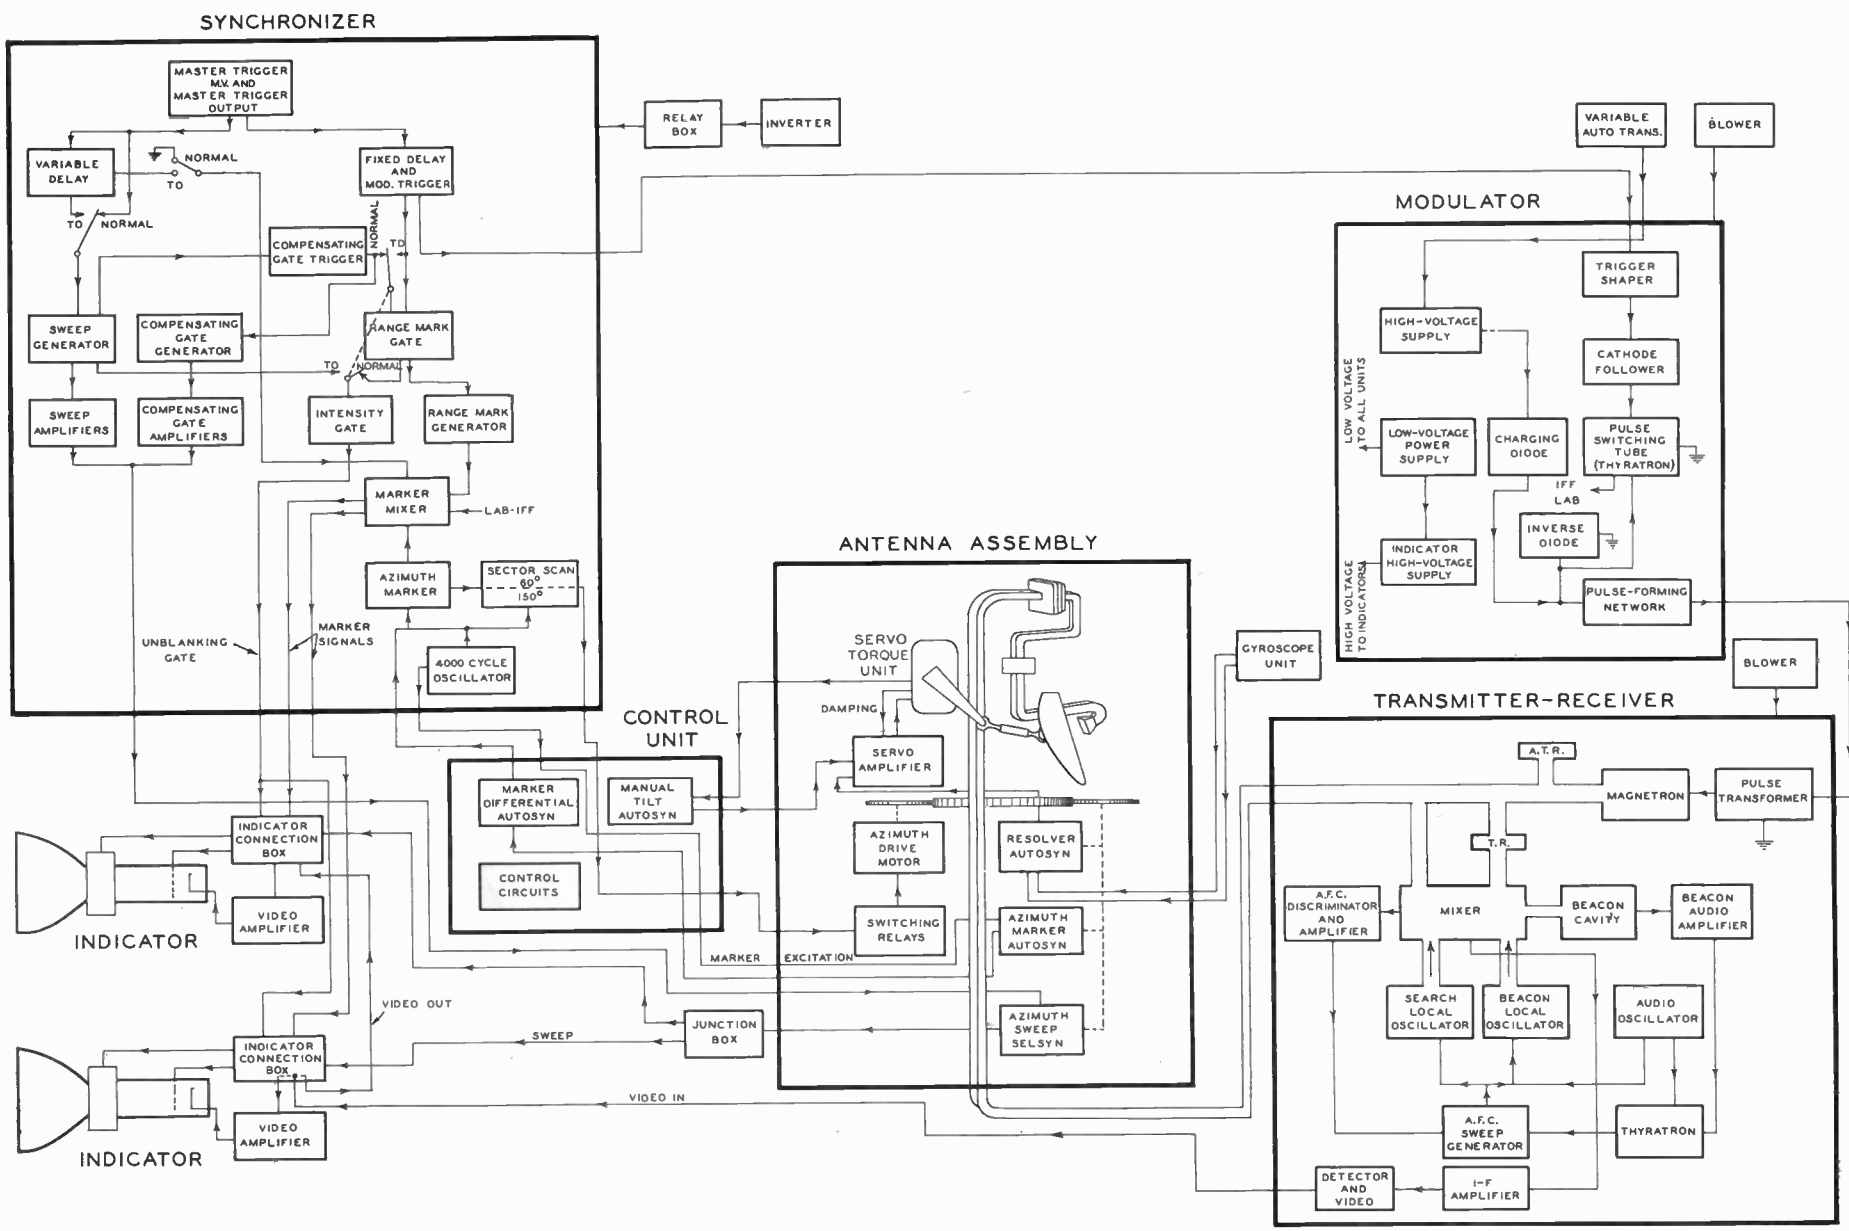 SYNCHRONIZER
MASTER TRIGGER
M.V. AND
MASTER TRIGGER
OUTPUT
VARIABLE
DELAY
NORMAL
TO
TO NORMAL
FIXED DELAY
AND
MOD. TRIGGER
NORMAL
TO
COMPENSATING
GATE TRIGGER
SWEEP
GENERATOR
COMPENSATING
GATE
GENERATOR
RANGE MARK
GATE
TO NORMAL
SWEEP
AMPLIFIERS
COMPENSATING
GATE
AMPLIFIERS
INTENSITY
GATE
RANGE MARK
GENERATOR
MARKER
MIXER
LAB-IFF
AZIMUTH
MARKER
SECTOR SCAN
60°
150°
UNBLANKING
GATE
MARKER
SIGNALS
4000 CYCLE
OSCILLATOR
RELAY
BOX
INVERTER
VARIABLE
AUTO TRANS.
BLOWER
MODULATOR
TRIGGER
SHAPER
HIGH-VOLTAGE
SUPPLY
CATHODE
FOLLOWER
LOW VOLTAGE
TO ALL UNITS
LOW-VOLTAGE
POWER
SUPPLY
CHARGING
DIODE
PULSE
SWITCHING
TUBE
(THYRATRON)
IFF
LAB
INVERSE
DIODE
HIGH VOLTAGE
TO INDICATORS
INDICATOR
HIGH-VOLTAGE
SUPPLY
PULSE-FORMING
NETWORK
ANTENNA ASSEMBLY
SERVO
TORQUE
UNIT
DAMPING
SERVO
AMPLIFIER
AZIMUTH
DRIVE
MOTOR
RESOLVER
AUTOSYN
SWITCHING
RELAYS
AZIMUTH
MARKER
AUTOSYN
AZIMUTH
SWEEP
SELSYN
GYROSCOPE
UNIT
CONTROL
UNIT
MARKER
DIFFERENTIAL
AUTOSYN
MANUAL
TILT
AUTOSYN
CONTROL
CIRCUITS
MARKER EXCITATION
JUNCTION
BOX
SWEEP
VIDEO IN
VIDEO OUT
INDICATOR
CONNECTION
BOX
VIDEO
AMPLIFIER
INDICATOR
INDICATOR
CONNECTION
BOX
VIDEO
AMPLIFIER
INDICATOR
BLOWER
TRANSMITTER-RECEIVER
A.T.R.
MAGNETRON
PULSE
TRANSFORMER
T.R.
A.F.C.
DISCRIMINATOR
AND
AMPLIFIER
MIXER
BEACON
CAVITY
BEACON
AUDIO
AMPLIFIER
SEARCH
LOCAL
OSCILLATOR
BEACON
LOCAL
OSCILLATOR
AUDIO
OSCILLATOR
A.F.C.
SWEEP
GENERATOR
THYRATRON
DETECTOR
AND
VIDEO
I-F
AMPLIFIER